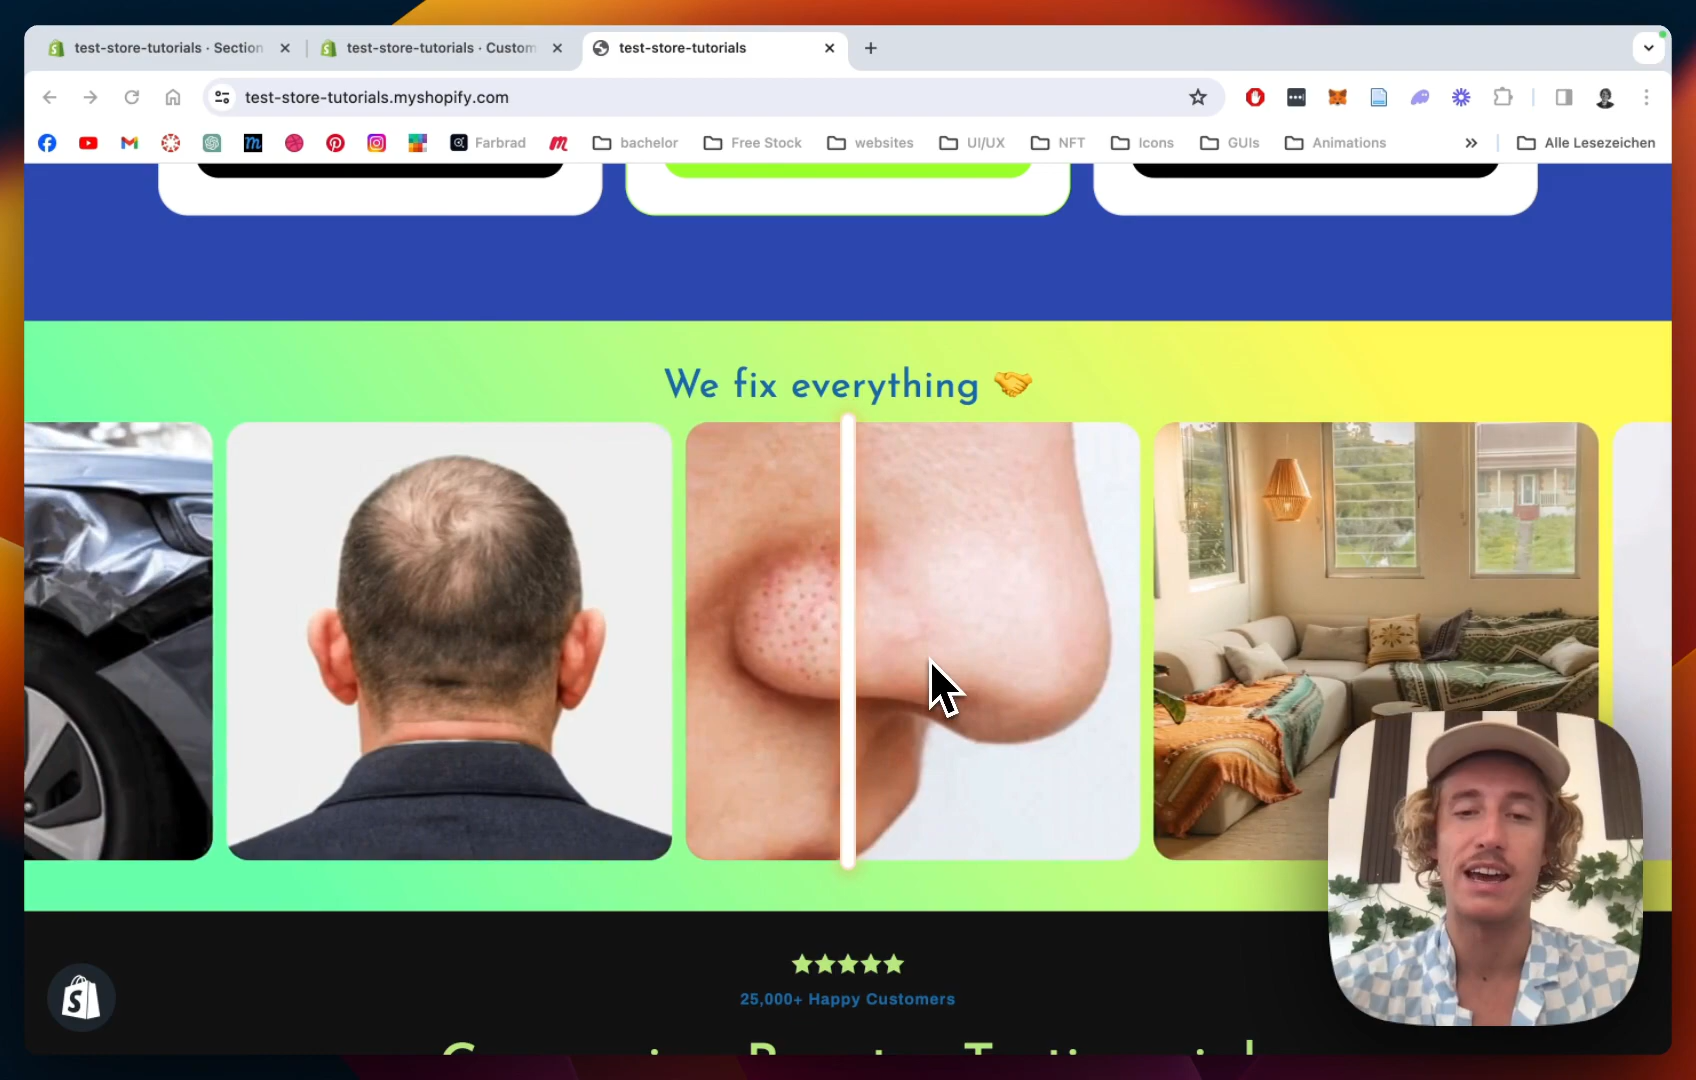 test-store-tutorials · Section
test-store-tutorials · Custom
test-store-tutorials
test-store-tutorials.myshopify.com
Farbrad
bachelor
Free Stock
websites
UI/UX
NFT
Icons
GUIs
Animations
Alle Lesezeichen
We fix everything 🤝
25,000+ Happy Customers